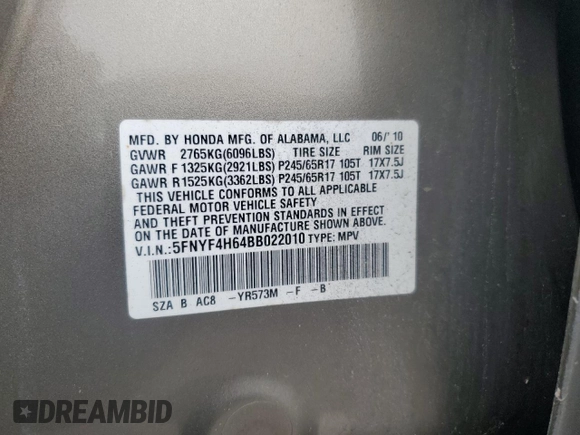 MFD. BY HONDA MFG. OF ALABAMA, LLC 06/'10
GVWR 2765KG(6096LBS) TIRE SIZE RIM SIZE
GAWR F 1325KG(2921LBS) P245/65R17 105T 17X7.5J
GAWR R 1525KG(3362LBS) P245/65R17 105T 17X7.5J
THIS VEHICLE CONFORMS TO ALL APPLICABLE
FEDERAL MOTOR VEHICLE SAFETY
AND THEFT PREVENTION STANDARDS IN EFFECT
ON THE DATE OF MANUFACTURE SHOWN ABOVE.
V.I.N.:5FNYF4H64BB022010 TYPE: MPV
SZA B AC8 -YR573M -F -B
DREAMBID